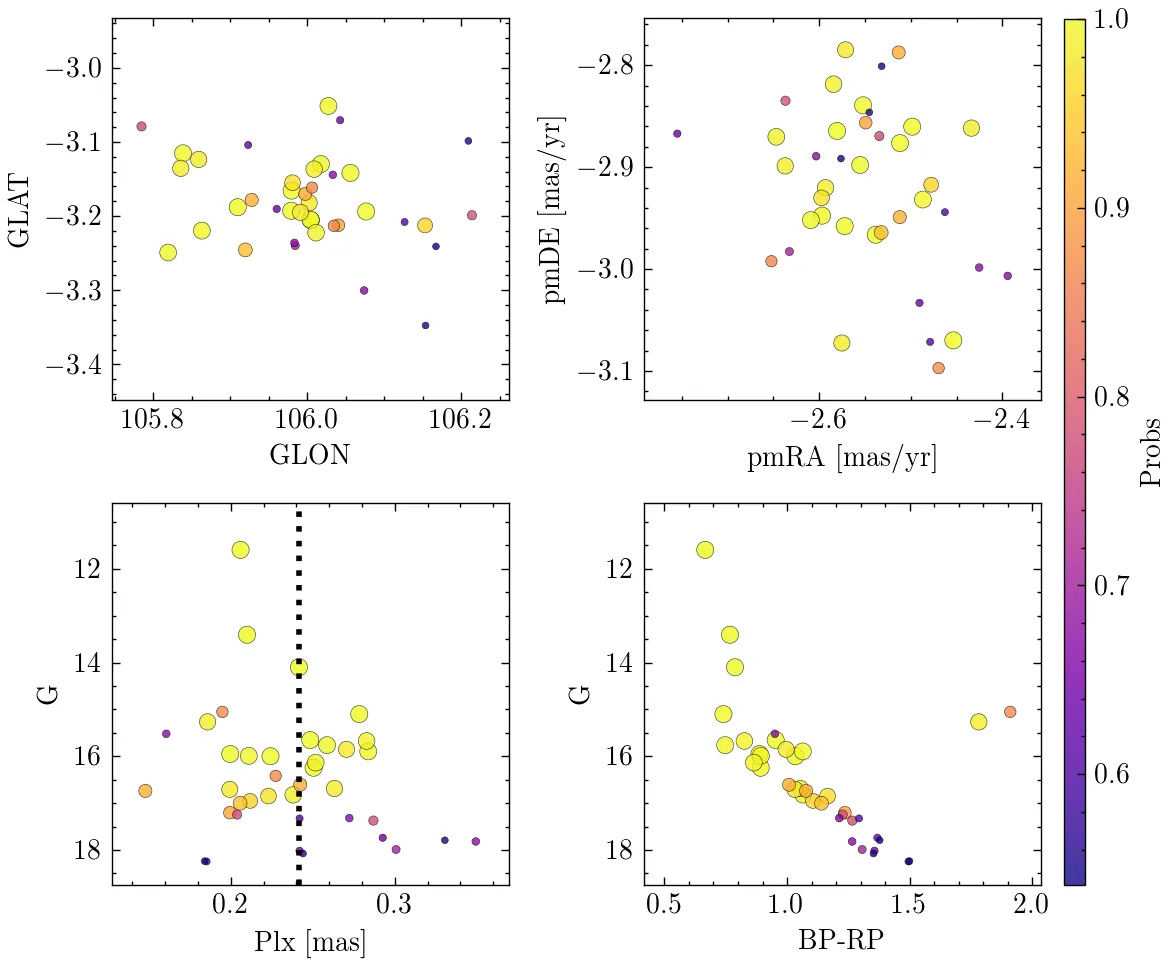 −3.0
−3.1
−3.2
−3.3
−3.4
GLAT
105.8 106.0 106.2
GLON
−2.8
−2.9
−3.0
−3.1
pmDE [mas/yr]
−2.6 −2.4
pmRA [mas/yr]
12
14
16
18
G
0.2 0.3
Plx [mas]
12
14
16
18
G
0.5 1.0 1.5 2.0
BP-RP
1.0
0.9
0.8
0.7
0.6
Probs